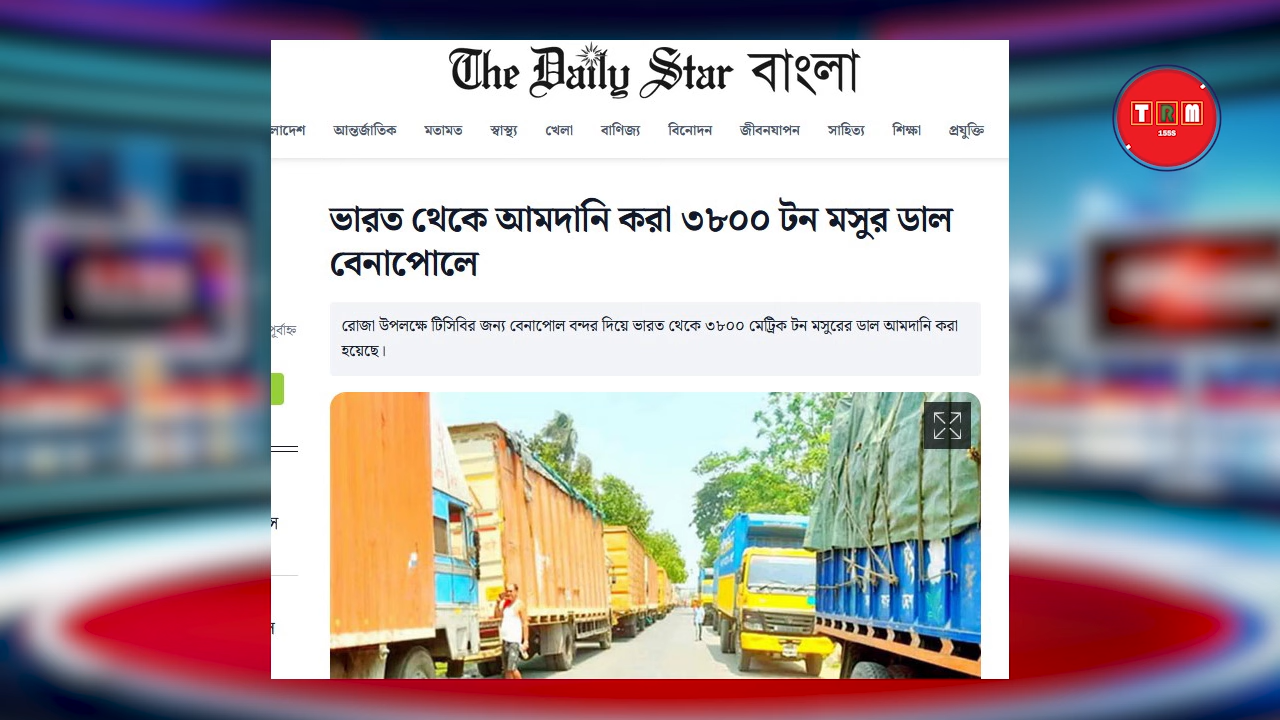 The Daily Star বাংলা
TRM
1555
লাদেশ আন্তর্জাতিক মতামত স্বাস্থ্য খেলা বাণিজ্য বিনোদন জীবনযাপন সাহিত্য শিক্ষা প্রযুক্তি
ভারত থেকে আমদানি করা ৩৮০০ টন মসুর ডাল
বেনাপোলে
রোজা উপলক্ষে টিসিবির জন্য বেনাপোল বন্দর দিয়ে ভারত থেকে ৩৮০০ মেট্রিক টন মসুরের ডাল আমদানি করা
হয়েছে।
পূর্বাহ্ন